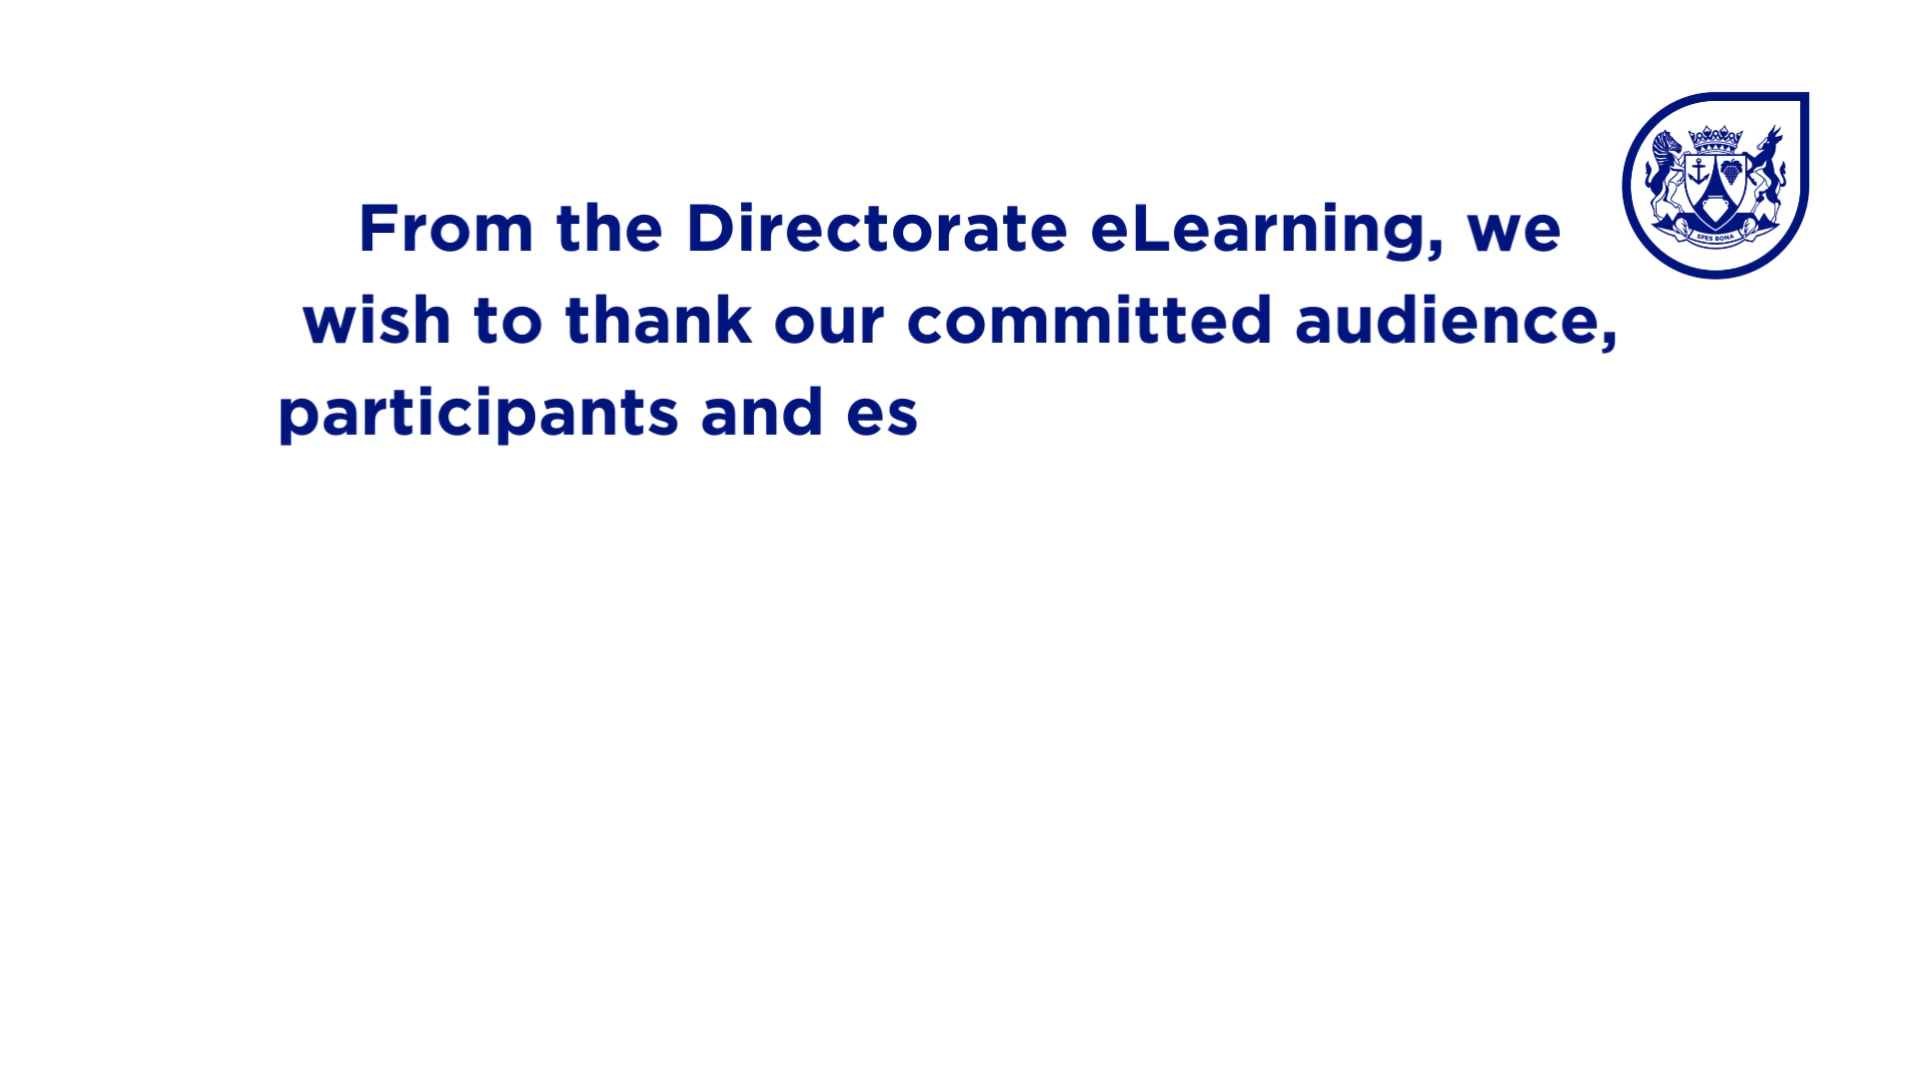 From the Directorate eLearning, we
wish to thank our committed audience,
participants and es
SPES BONA